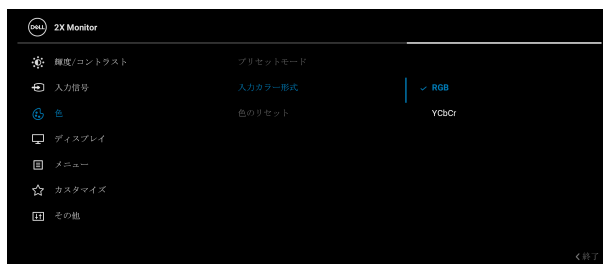 DELL 2X Monitor
輝度/コントラスト
プリセットモード
入力信号
入力カラー形式
RGB
色
色のリセット
YCbCr
ディスプレイ
メニュー
カスタマイズ
その他
終了